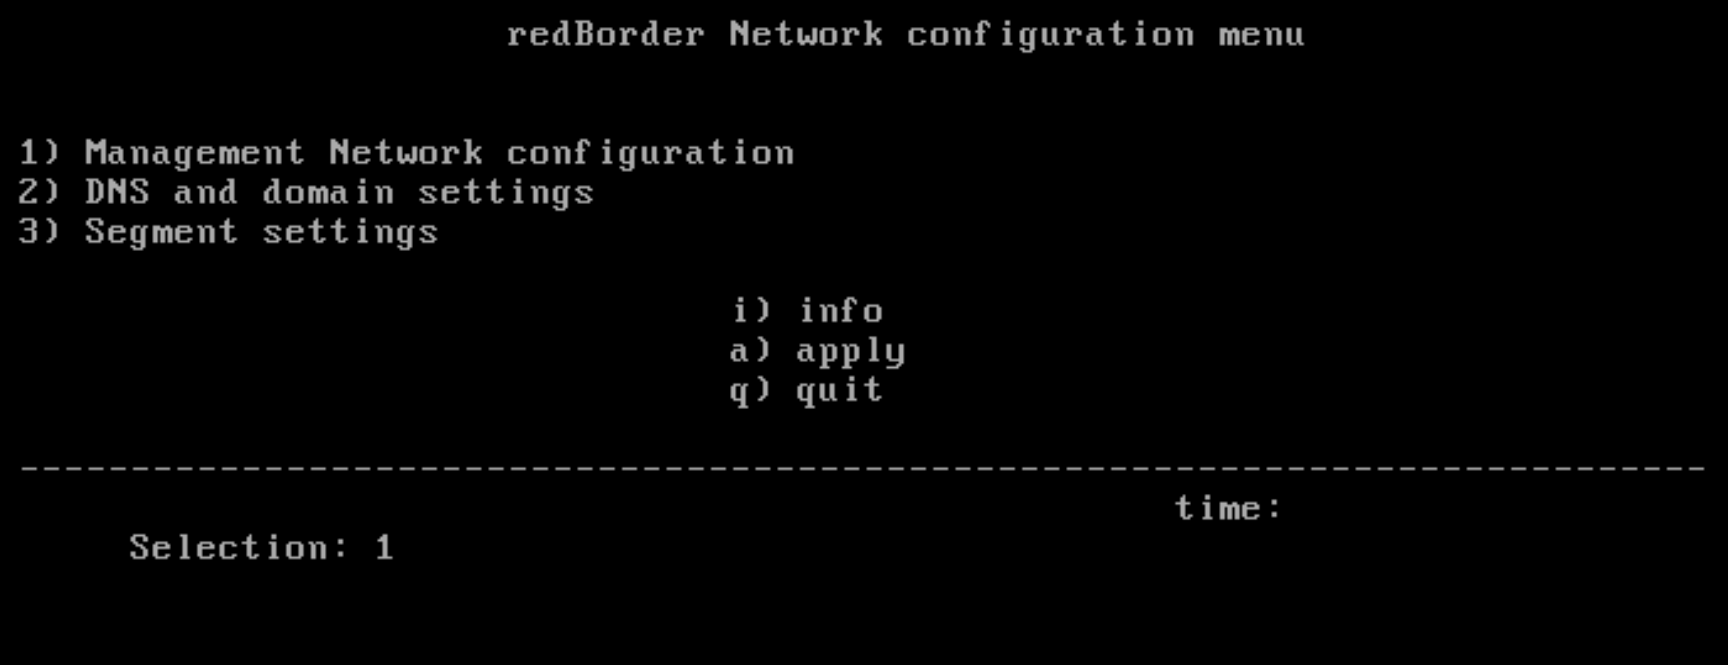 redBorder Network configuration menu
1) Management Network configuration
2) DNS and domain settings
3) Segment settings
i) info
a) apply
q) quit
-----------------------------------------------------------------------------
time:
Selection: 1